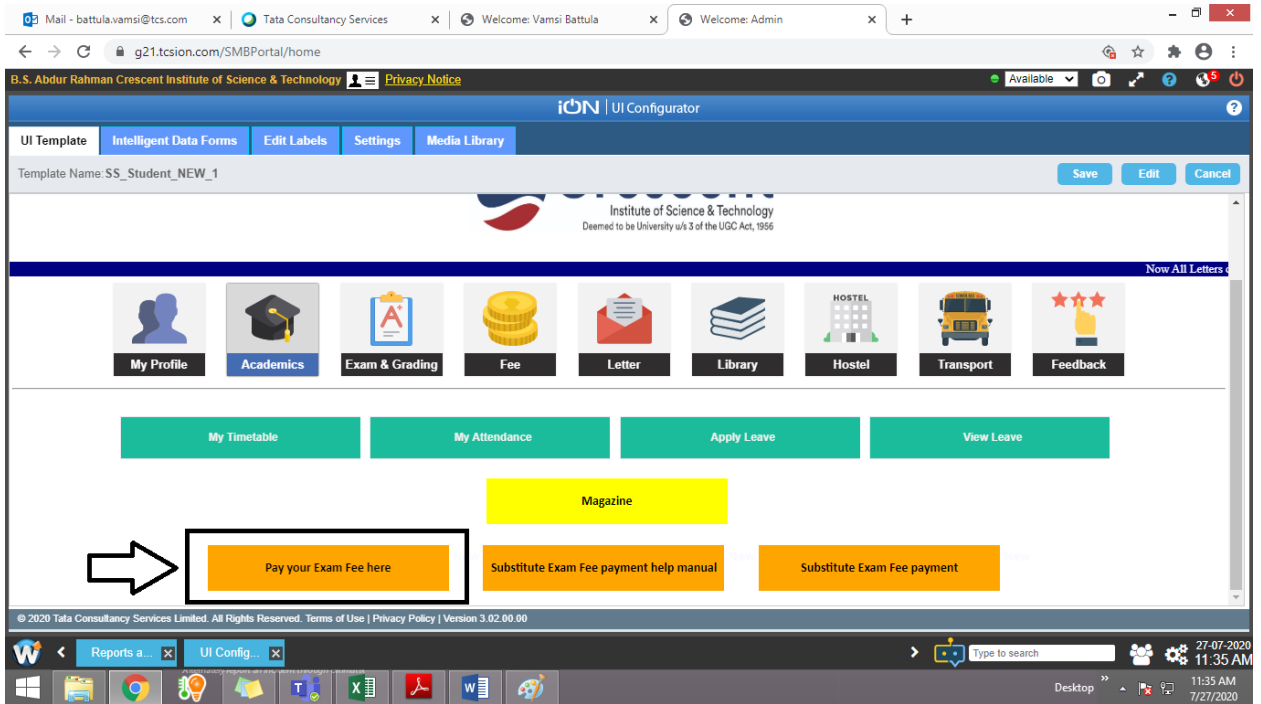 Mail - battula.vamsi@tcs.com
Tata Consultancy Services
Welcome: Vamsi Battula
Welcome: Admin
g21.tcsion.com/SMBPortal/home
B.S. Abdur Rahman Crescent Institute of Science & Technology Privacy Notice
Available
5
iON | UI Configurator
UI Template Intelligent Data Forms Edit Labels Settings Media Library
Template Name: SS_Student_NEW_1
Save Edit Cancel
Institute of Science & Technology
Deemed to be University u/s 3 of the UGC Act, 1956
Now All Letters
HOSTEL
My Profile Academics Exam & Grading Fee Letter Library Hostel Transport Feedback
My Timetable My Attendance Apply Leave View Leave
Magazine
Pay your Exam Fee here Substitute Exam Fee payment help manual Substitute Exam Fee payment
© 2020 Tata Consultancy Services Limited. All Rights Reserved. Terms of Use | Privacy Policy | Version 3.02.00.00
Reports a... UI Config...
Type to search
27-07-2020
11:35 AM
Desktop
11:35 AM
7/27/2020